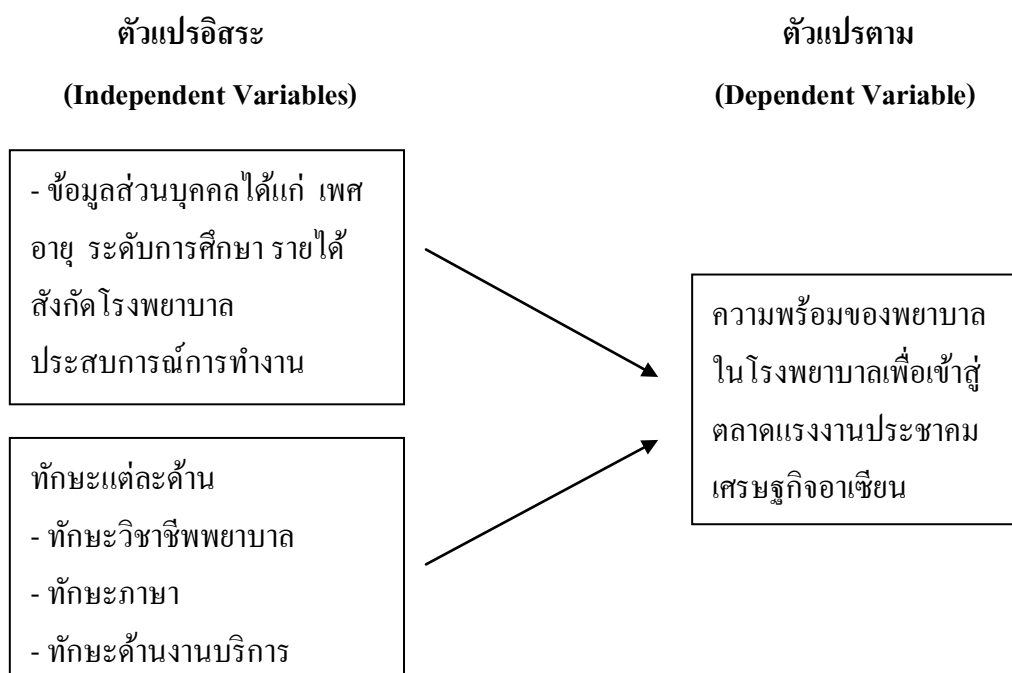 ตัวแปรอิสระ
(Independent Variables)
- ข้อมูลส่วนบุคคลได้แก่ เพศ
อายุ ระดับการศึกษา รายได้
สังกัดโรงพยาบาล
ประสบการณ์การทำงาน
ทักษะแต่ละด้าน
- ทักษะวิชาชีพพยาบาล
- ทักษะภาษา
- ทักษะด้านงานบริการ
ตัวแปรตาม
(Dependent Variable)
ความพร้อมของพยาบาล
ในโรงพยาบาลเพื่อเข้าสู่
ตลาดแรงงานประชาคม
เศรษฐกิจอาเซียน